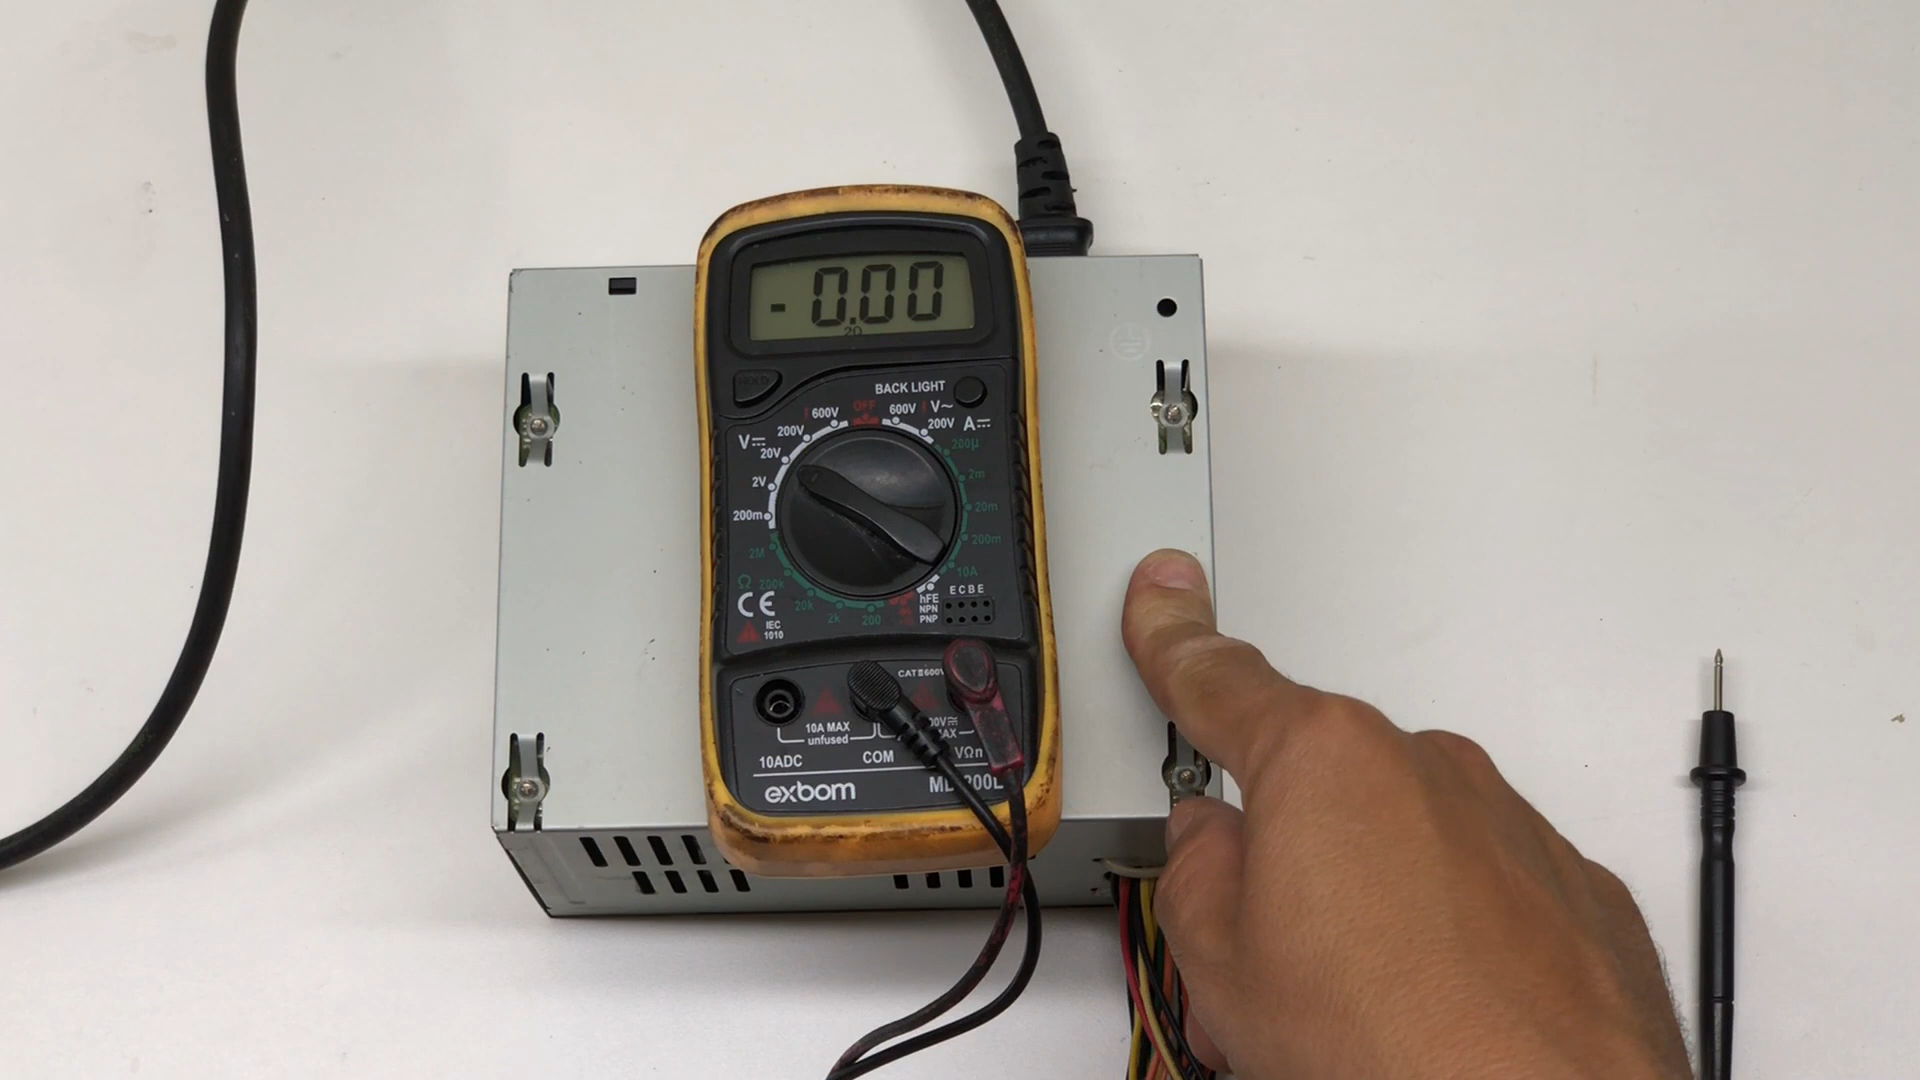 - 0.00
20
HOLD
BACK LIGHT
600V OFF 600V V~
200V 200V A
V 200µ
20V 2m
2V 20m
200m 200m
2M 10A
Ω 200k
20k
2k
200
hFE
NPN
PNP
E C B E
CE
IEC
1010
CAT II 600V
10A MAX
unfused
10ADC
COM
VΩ
exbom